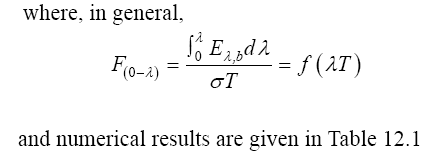 where, in general,
F(0−λ) = ∫0^λ Eλ,b dλ / σT = f(λT)
and numerical results are given in Table 12.1